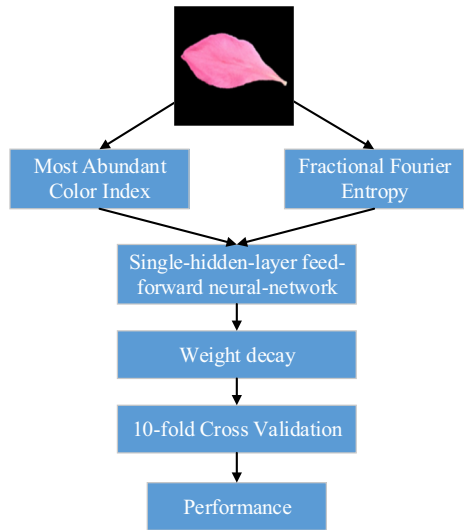 Most Abundant
Color Index
Fractional Fourier
Entropy
Single-hidden-layer feed-
forward neural-network
Weight decay
10-fold Cross Validation
Performance